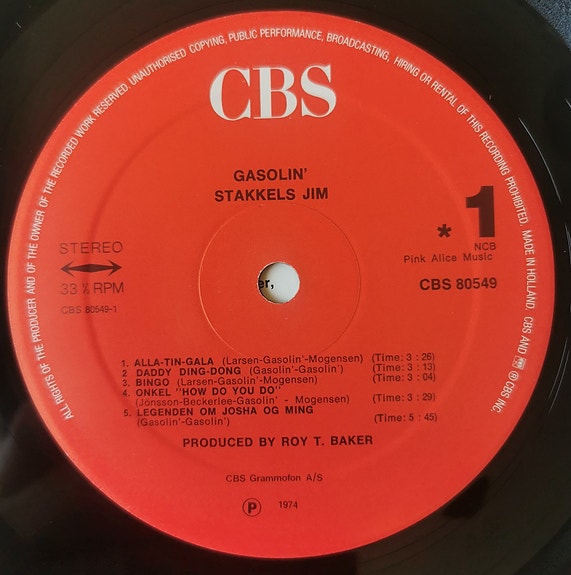 ALL RIGHTS OF THE PRODUCER AND OF THE OWNER OF THE RECORDED WORK RESERVED. UNAUTHORISED COPYING, PUBLIC PERFORMANCE, BROADCASTING, HIRING OR RENTAL OF THIS RECORDING PROHIBITED. MADE IN HOLLAND. CBS AND ® CBS INC.
CBS
GASOLIN'
STAKKELS JIM
* 1
STEREO
NCB
Pink Alice Music
33 ⅓ RPM
CBS 80549
CBS 80549-1
er,
1. ALLA-TIN-GALA (Larsen-Gasolin'-Mogensen) (Time: 3 : 26)
2 DADDY DING-DONG (Gasolin'-Gasolin') (Time: 3 : 13)
3. BINGO (Larsen-Gasolin'-Mogensen) (Time: 3 : 04)
4. ONKEL "HOW DO YOU DO"
(Jönsson-Beckerlee-Gasolin' - Mogensen) (Time: 3 : 29)
5. LEGENDEN OM JOSHA OG MING
(Gasolin'-Gasolin') (Time: 5 : 45)
PRODUCED BY ROY T. BAKER
CBS Grammofon A/S
Ⓟ 1974